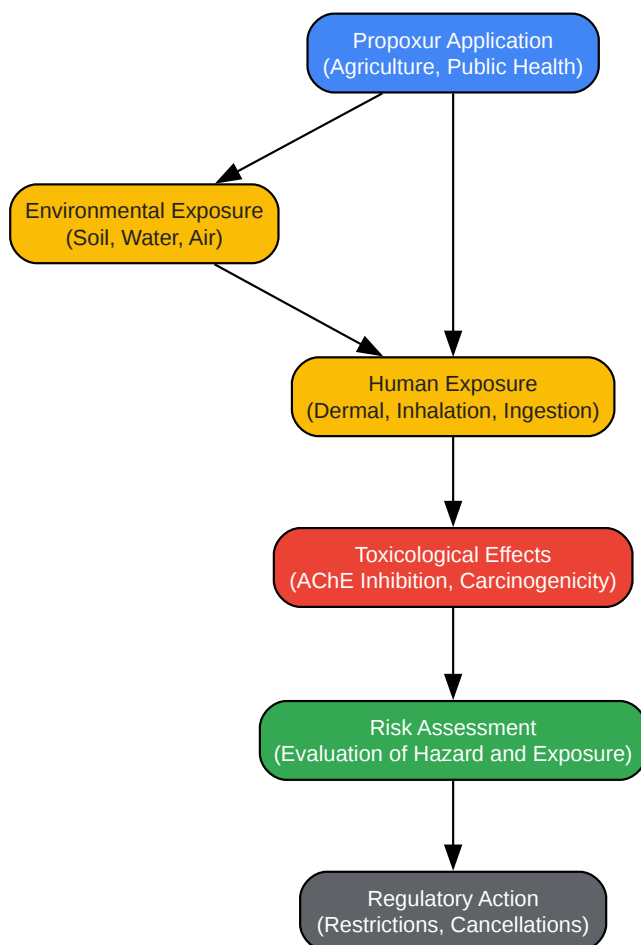 Propoxur Application
(Agriculture, Public Health)
Environmental Exposure
(Soil, Water, Air)
Human Exposure
(Dermal, Inhalation, Ingestion)
Toxicological Effects
(AChE Inhibition, Carcinogenicity)
Risk Assessment
(Evaluation of Hazard and Exposure)
Regulatory Action
(Restrictions, Cancellations)